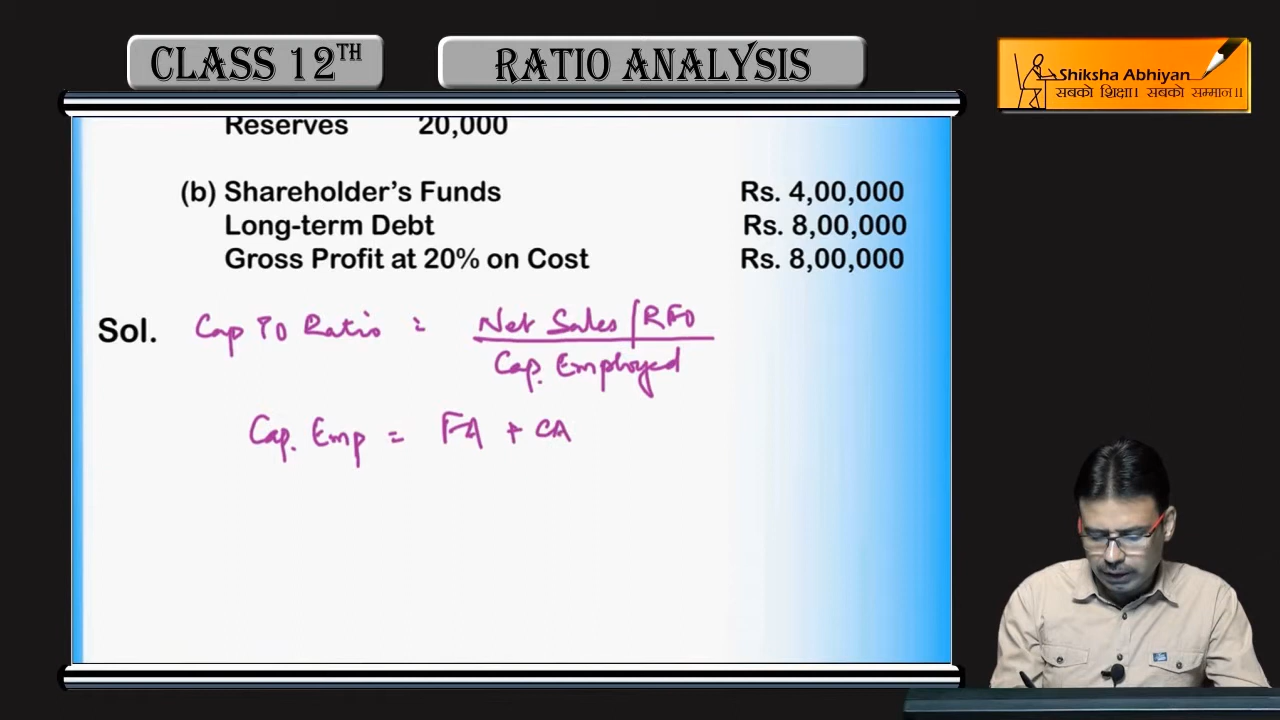 CLASS 12TH
RATIO ANALYSIS
Shiksha Abhiyan
सबको शिक्षा। सबको सम्मान।।
Reserves 20,000
(b) Shareholder's Funds Rs. 4,00,000
Long-term Debt Rs. 8,00,000
Gross Profit at 20% on Cost Rs. 8,00,000
Sol. Cap TO Ratio = Net Sales / RFO
Cap. Employed
Cap. Emp = FA + CA